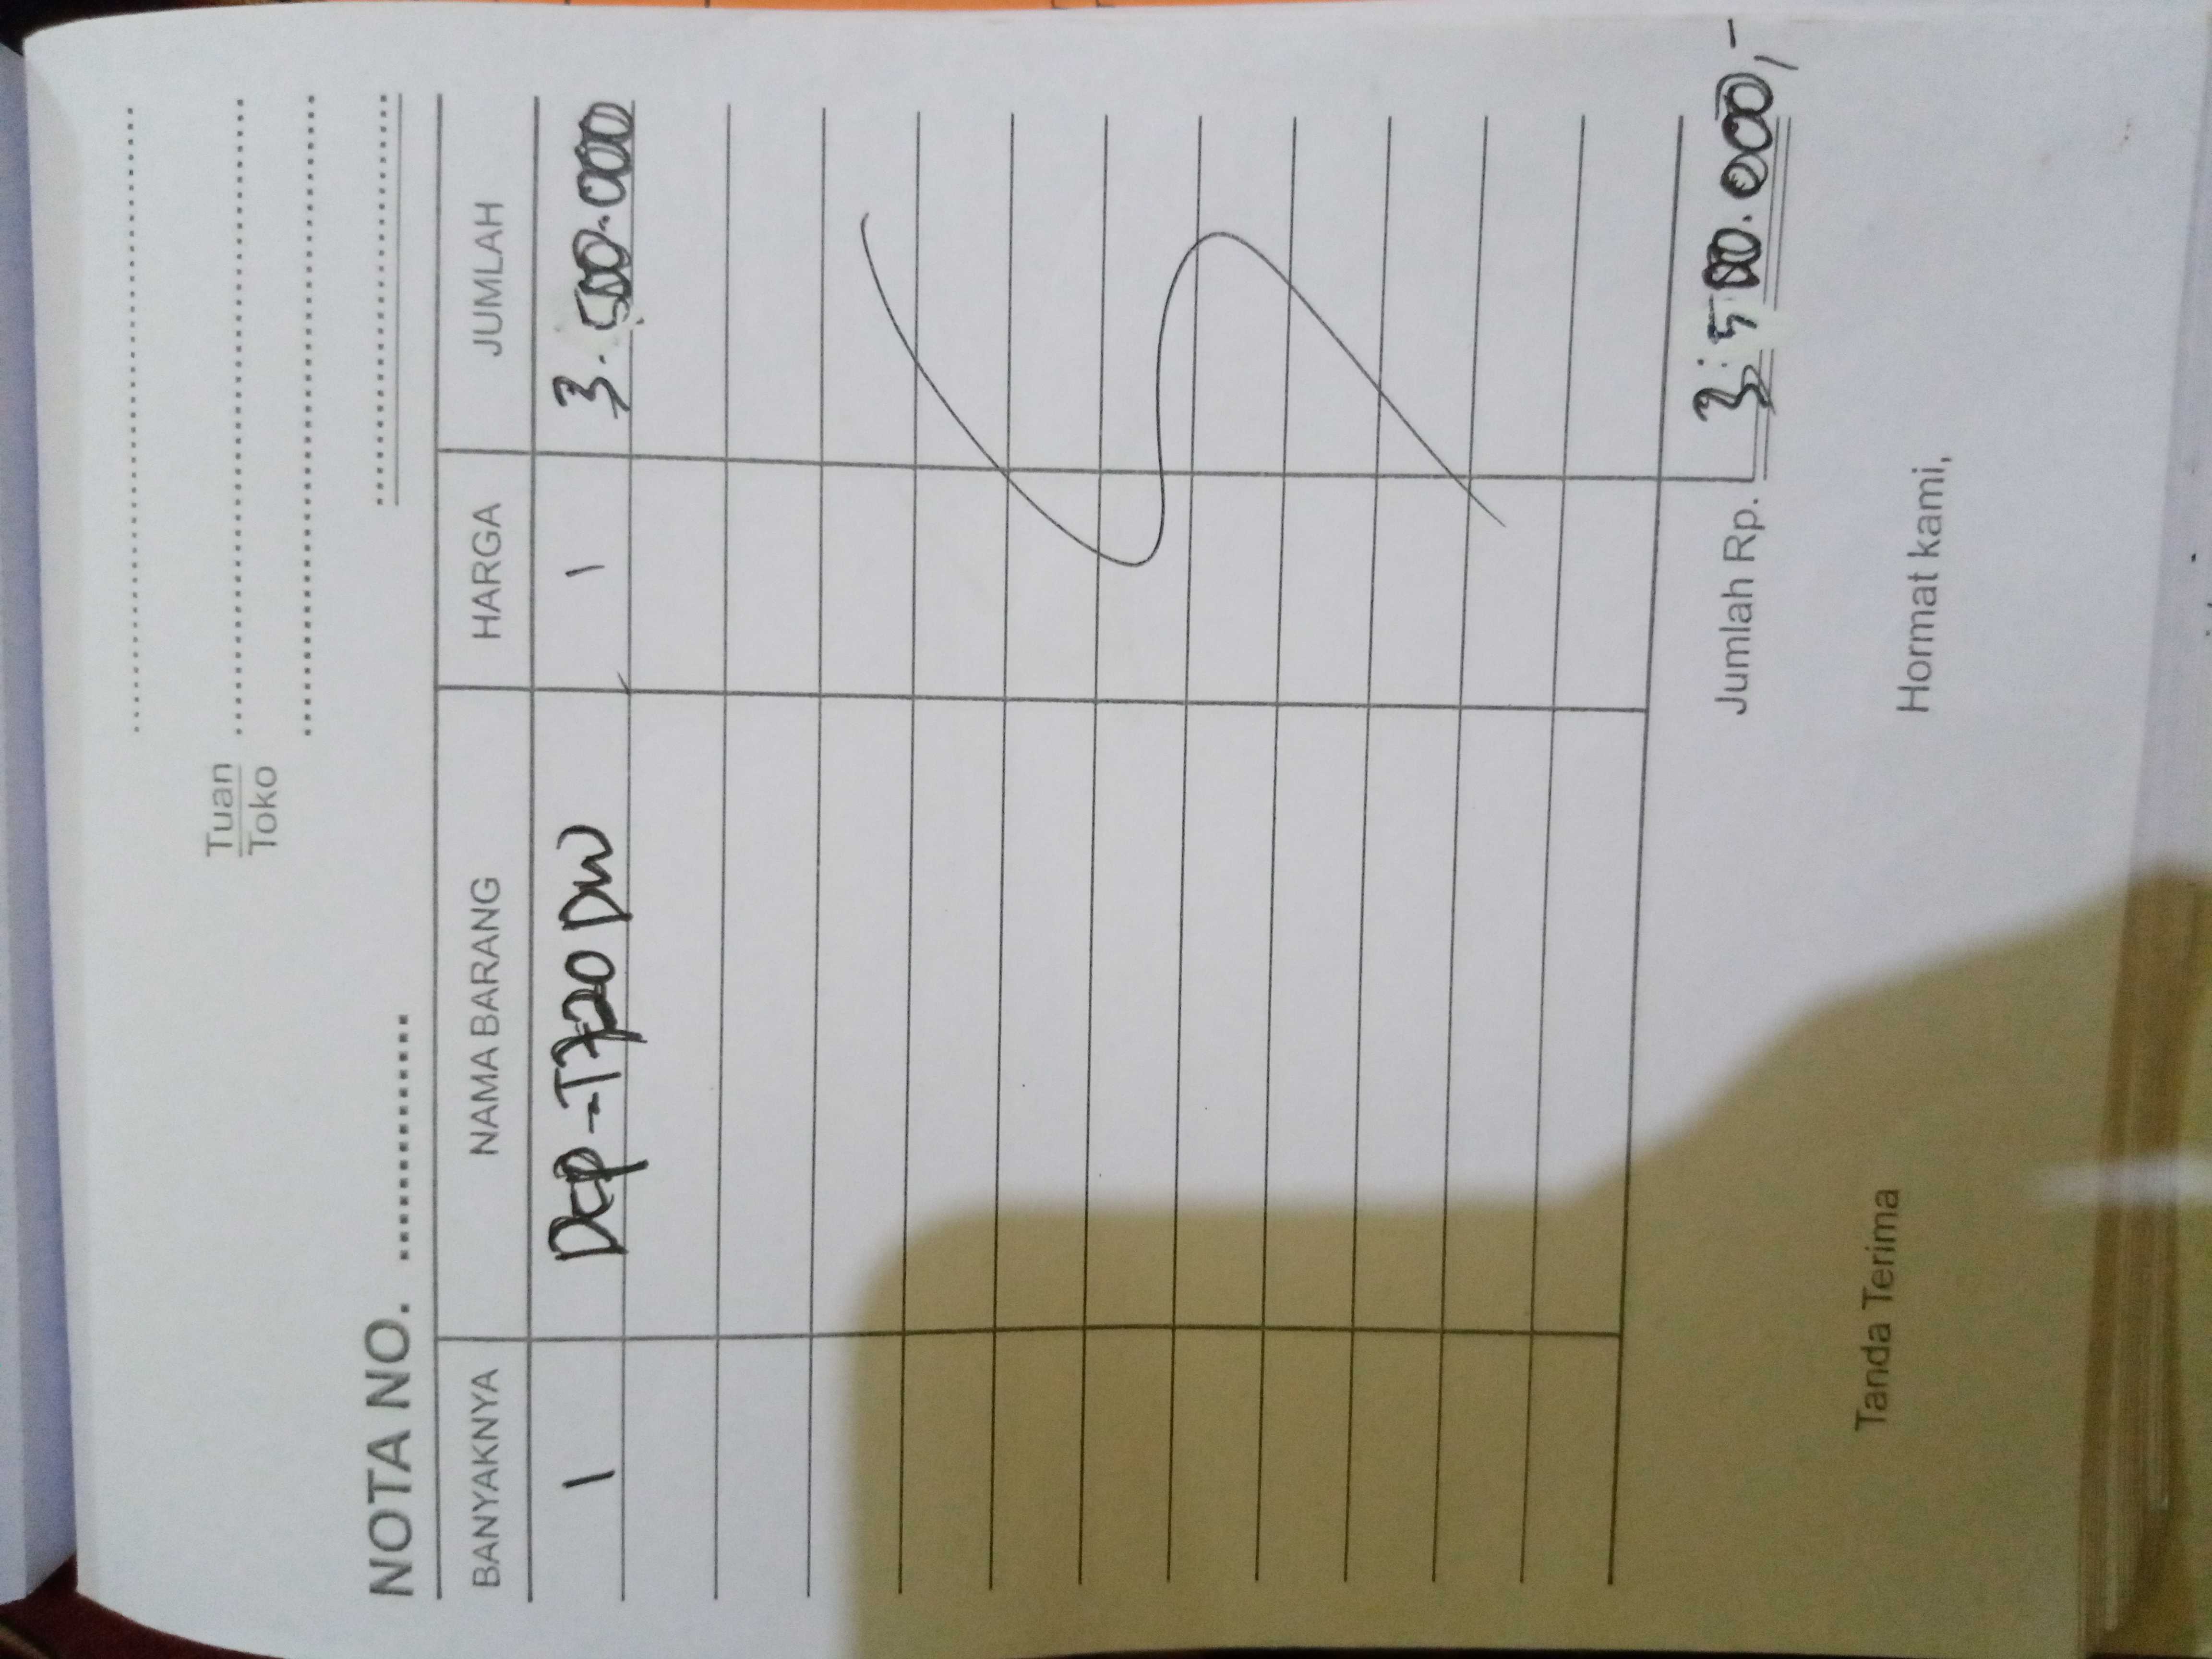 Tuan
Toko
NOTA NO.
BANYAKNYA NAMA BARANG HARGA JUMLAH
1 DCP-T720DW 1 3.500.000
Jumlah Rp. 3.500.000,-
Tanda Terima Hormat kami,